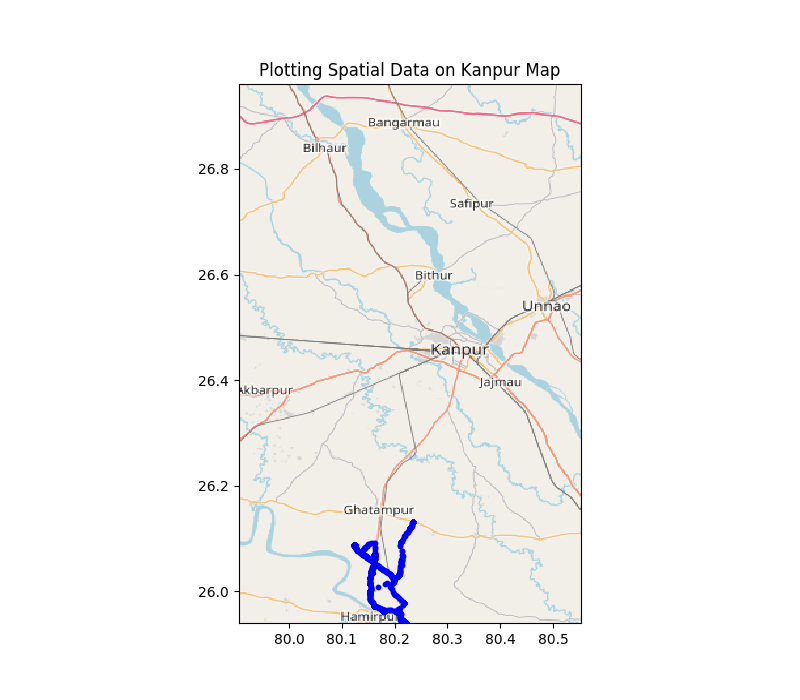 Plotting Spatial Data on Kanpur Map
Bangarmau
Bilhaur
26.8
Safipur
Bithur
26.6
Unnao
Kanpur
26.4
Jajmau
Akbarpur
26.2
Ghatampur
26.0
Hamirpur
80.0 80.1 80.2 80.3 80.4 80.5